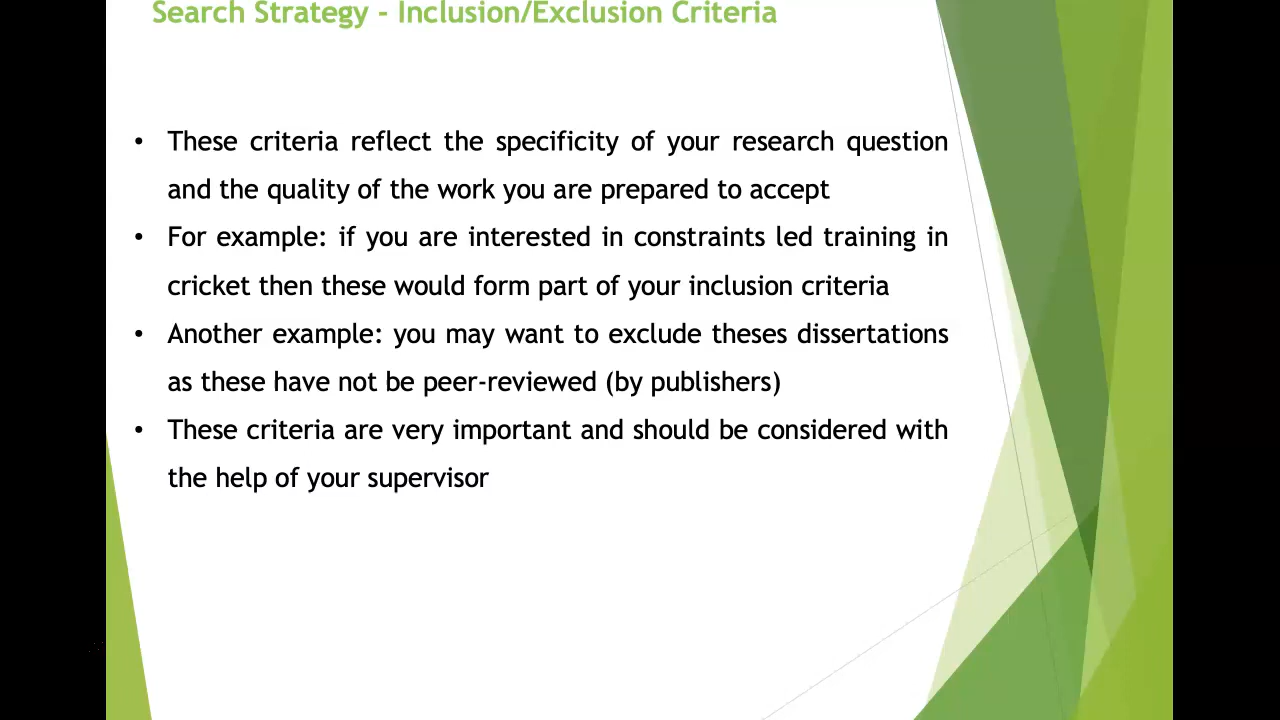 Search Strategy - Inclusion/Exclusion Criteria
• These criteria reflect the specificity of your research question
and the quality of the work you are prepared to accept
• For example: if you are interested in constraints led training in
cricket then these would form part of your inclusion criteria
• Another example: you may want to exclude theses dissertations
as these have not be peer-reviewed (by publishers)
• These criteria are very important and should be considered with
the help of your supervisor